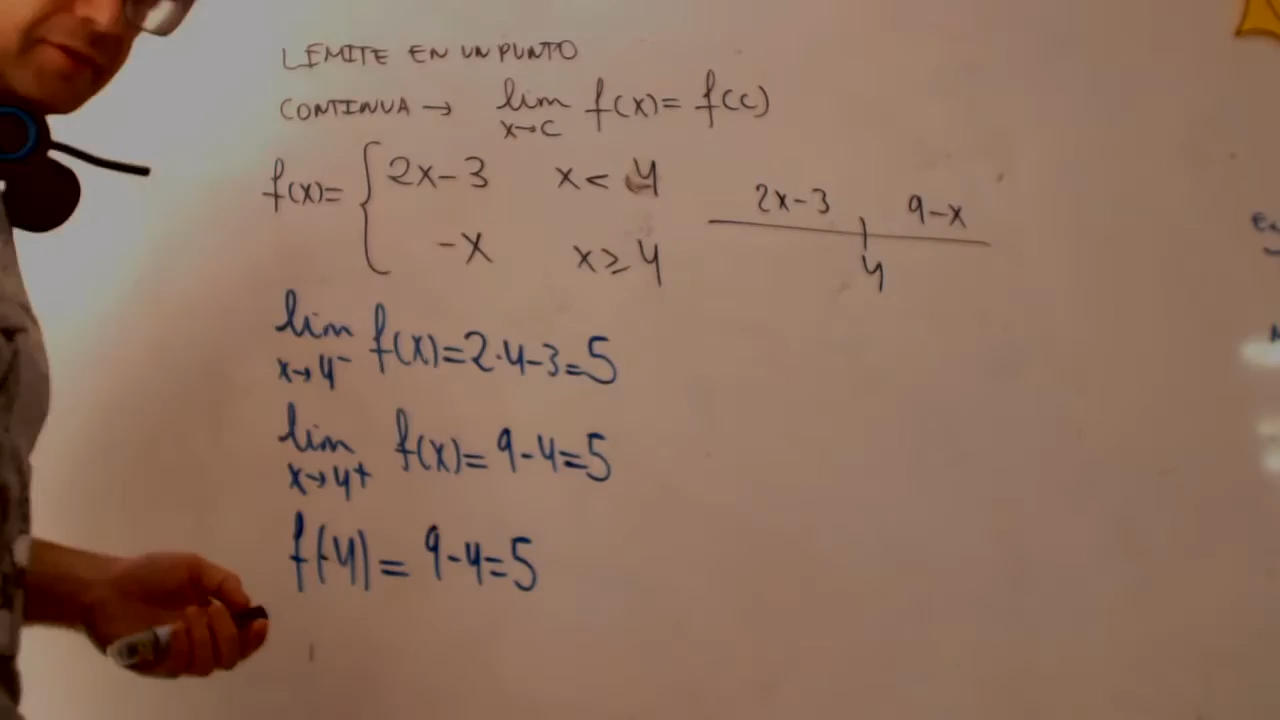 LÍMITE EN UN PUNTO
CONTINUA → lim x→c f(x) = f(c)
f(x) = { 2x-3 x < 4
-x x ≥ 4
2x-3 9-x
4
lim x→4⁻ f(x) = 2·4-3 = 5
lim x→4+ f(x) = 9-4 = 5
f(4) = 9-4 = 5